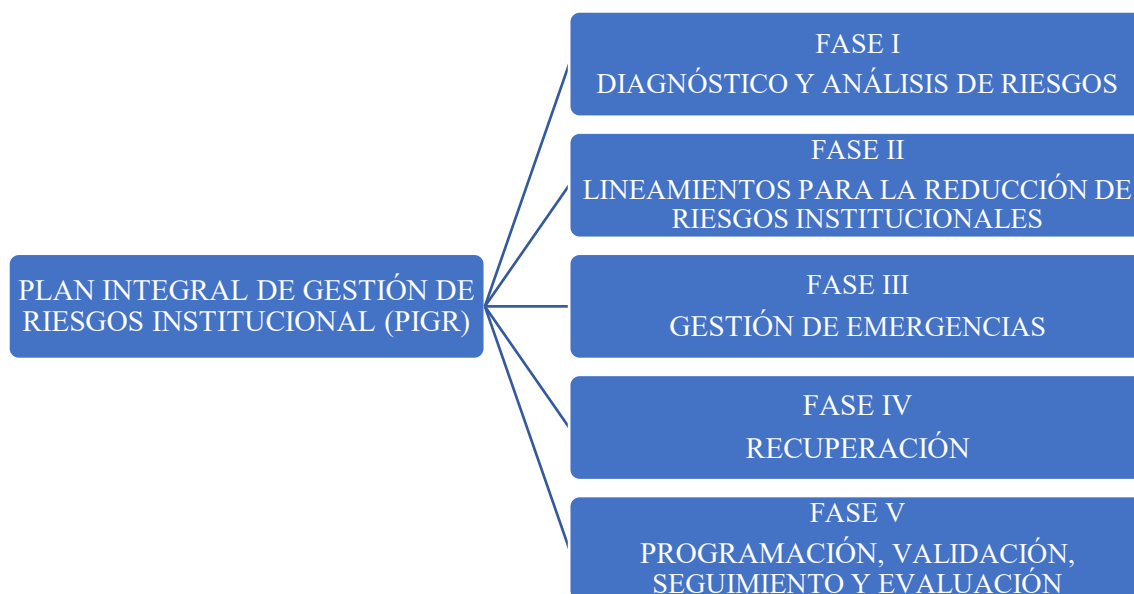 PLAN INTEGRAL DE GESTIÓN DE
RIESGOS INSTITUCIONAL (PIGR)
FASE I
DIAGNÓSTICO Y ANÁLISIS DE RIESGOS
FASE II
LINEAMIENTOS PARA LA REDUCCIÓN DE
RIESGOS INSTITUCIONALES
FASE III
GESTIÓN DE EMERGENCIAS
FASE IV
RECUPERACIÓN
FASE V
PROGRAMACIÓN, VALIDACIÓN,
SEGUIMIENTO Y EVALUACIÓN